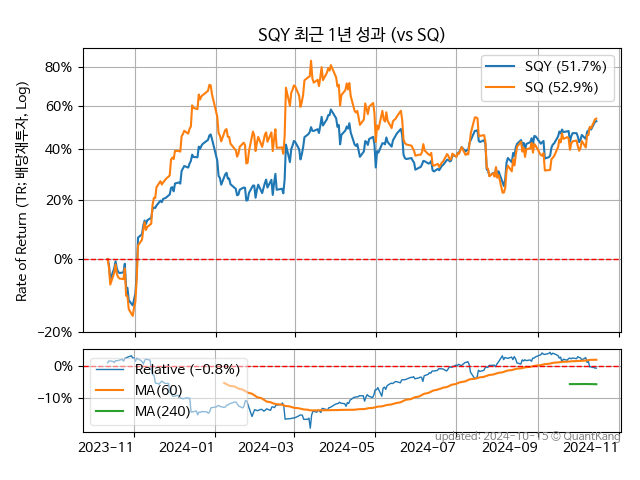 SQY 최근 1년 성과 (vs SQ)
Rate of Return (TR: 배당재투자, Log)
80%
60%
40%
20%
0%
−20%
SQY (51.7%)
SQ (52.9%)
0%
−10%
Relative (−0.8%)
MA(60)
MA(240)
2023-11
2024-01
2024-03
2024-05
2024-07
2024-09
2024-11
updated: 2024-10-15 © QuantKang